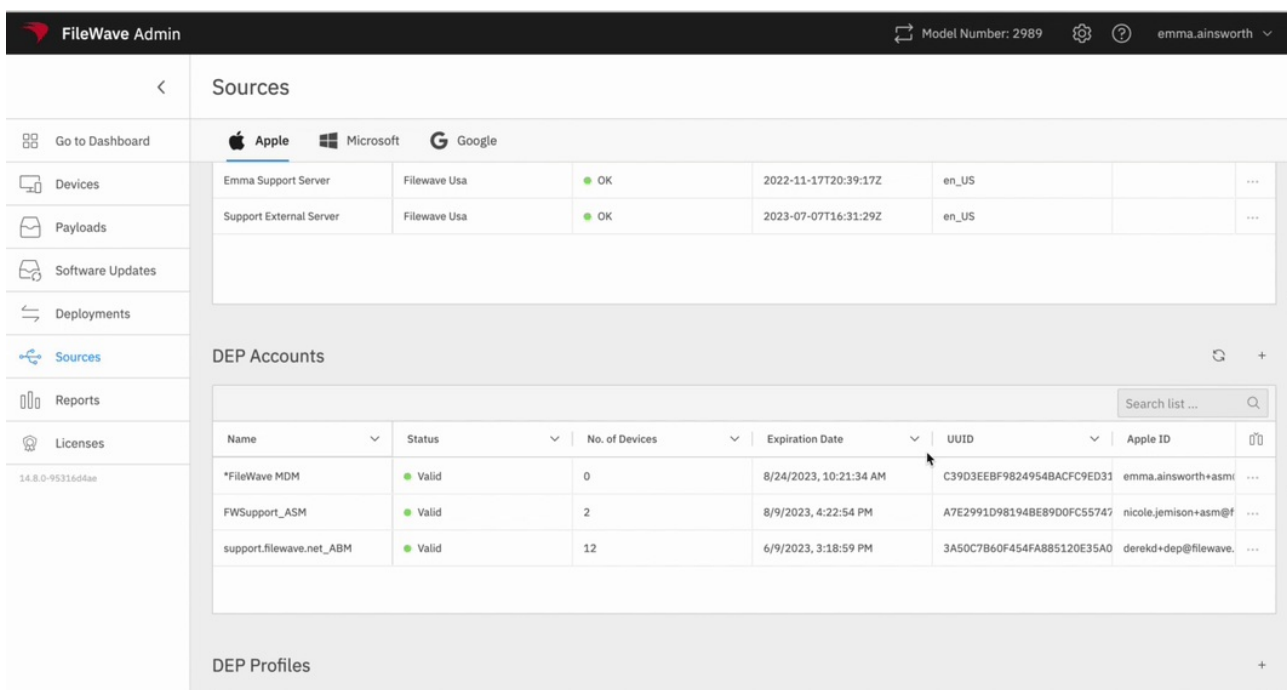 FileWave Admin
Model Number: 2989
emma.ainsworth
Sources
Go to Dashboard
Devices
Payloads
Software Updates
Deployments
Sources
Reports
Licenses
14.8.0-95316d4ae
Apple Microsoft Google
Emma Support Server Filewave Usa OK 2022-11-17T20:39:17Z en_US ...
Support External Server Filewave Usa OK 2023-07-07T16:31:29Z en_US ...
DEP Accounts
Search list ...
Name Status No. of Devices Expiration Date UUID Apple ID
*FileWave MDM Valid 0 8/24/2023, 10:21:34 AM C39D3EEBF9824954BACFC9ED31 emma.ainsworth+asm ...
FWSupport_ASM Valid 2 8/9/2023, 4:22:54 PM A7E2991D98194BE89D0FC55747 nicole.jemison+asm@f ...
support.filewave.net_ABM Valid 12 6/9/2023, 3:18:59 PM 3A50C7B60F454FA885120E35A0 derekd+dep@filewave. ...
DEP Profiles